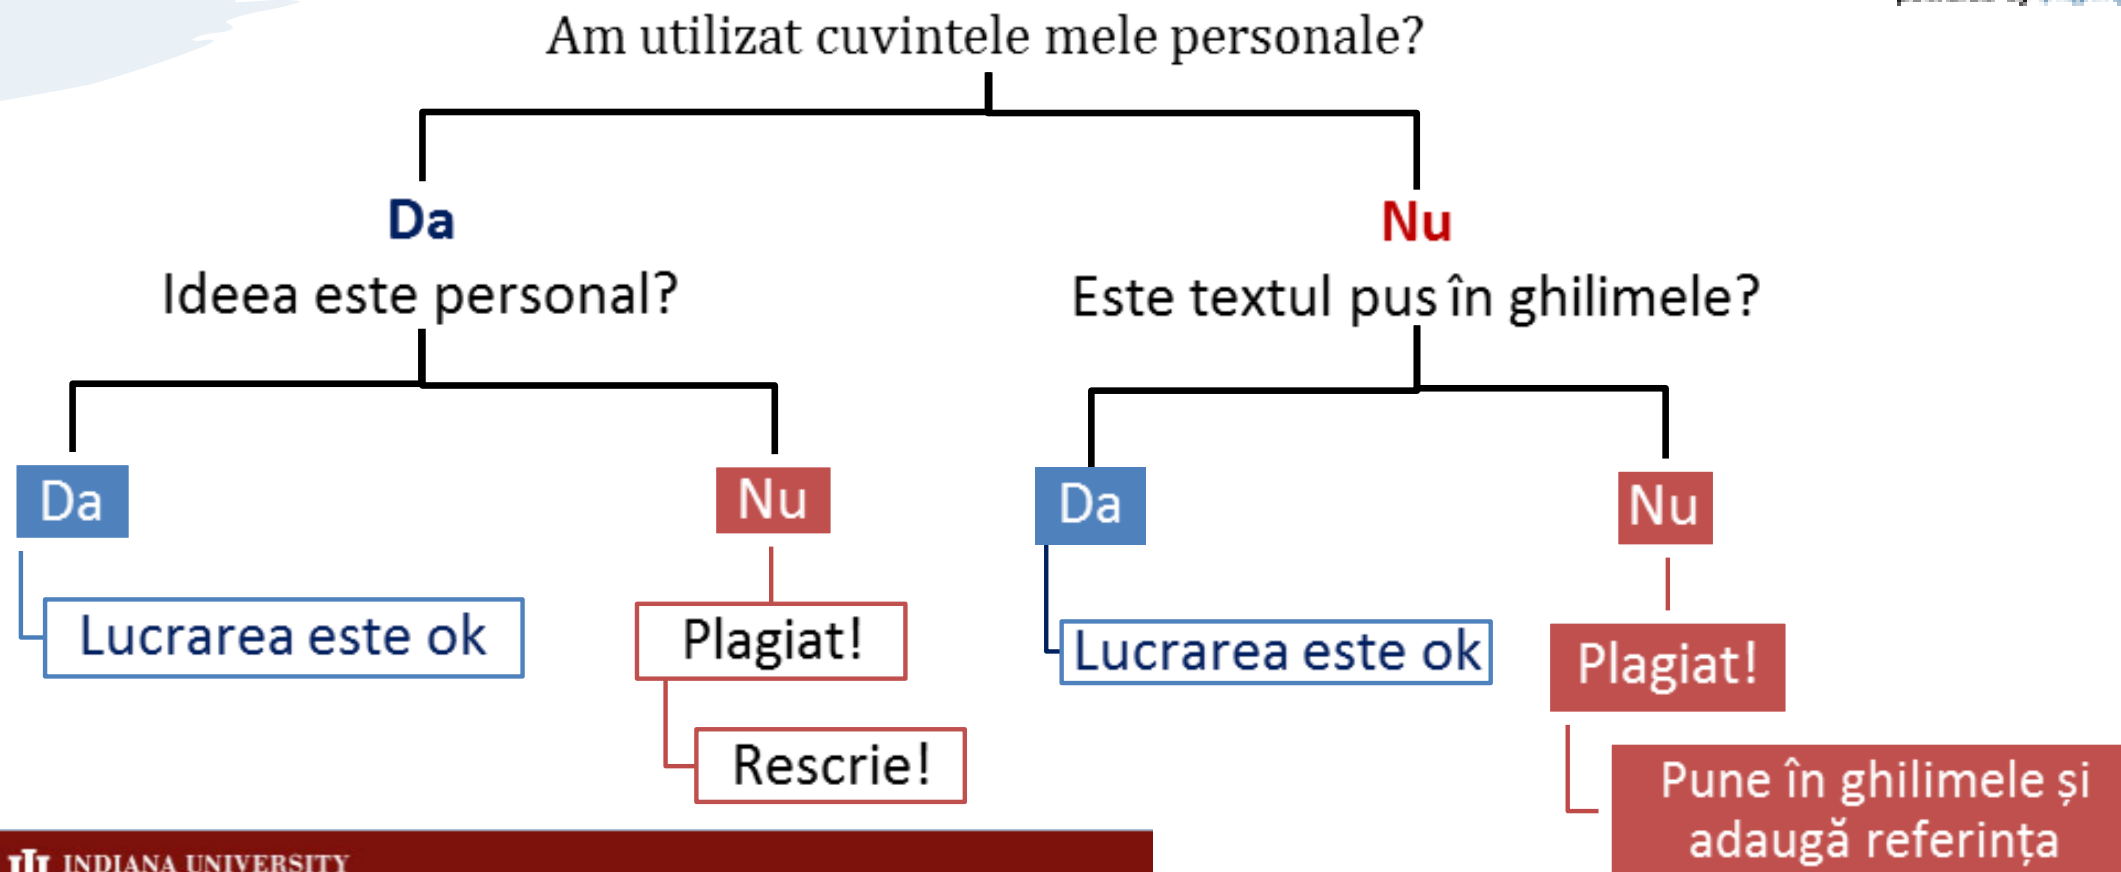 Am utilizat cuvintele mele personale?
Da
Nu
Ideea este personal?
Este textul pus în ghilimele?
Da
Nu
Da
Nu
Lucrarea este ok
Plagiat!
Lucrarea este ok
Plagiat!
Rescrie!
Pune în ghilimele și
adaugă referința
INDIANA UNIVERSITY